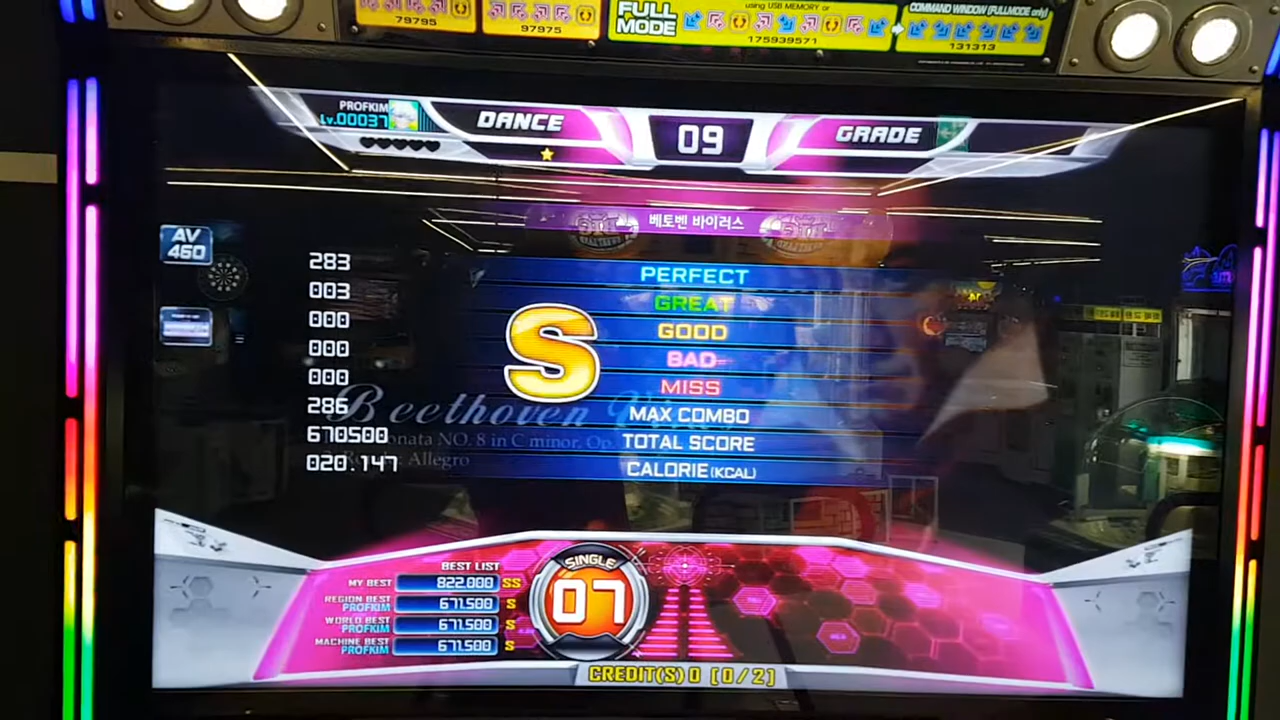 79795
97975
FULL MODE
using USB MEMORY or
175939571
COMMAND WINDOW (FULLMODE only)
131313
PROFKIM
Lv.00037
DANCE
09
GRADE
베토벤 바이러스
AV 460
283
PERFECT
003
GREAT
000
GOOD
000
BAD
000
MISS
S
286
MAX COMBO
670500
TOTAL SCORE
020.147
CALORIE (KCAL)
Beethoven
onata NO. 8 in C minor, Op.
Allegro
BEST LIST
MY BEST 822.000 SS
REGION BEST PROFKIM 671.500 S
WORLD BEST PROFKIM 671.500 S
MACHINE BEST PROFKIM 671.500 S
SINGLE
07
CREDIT(S) 0 [0/2]